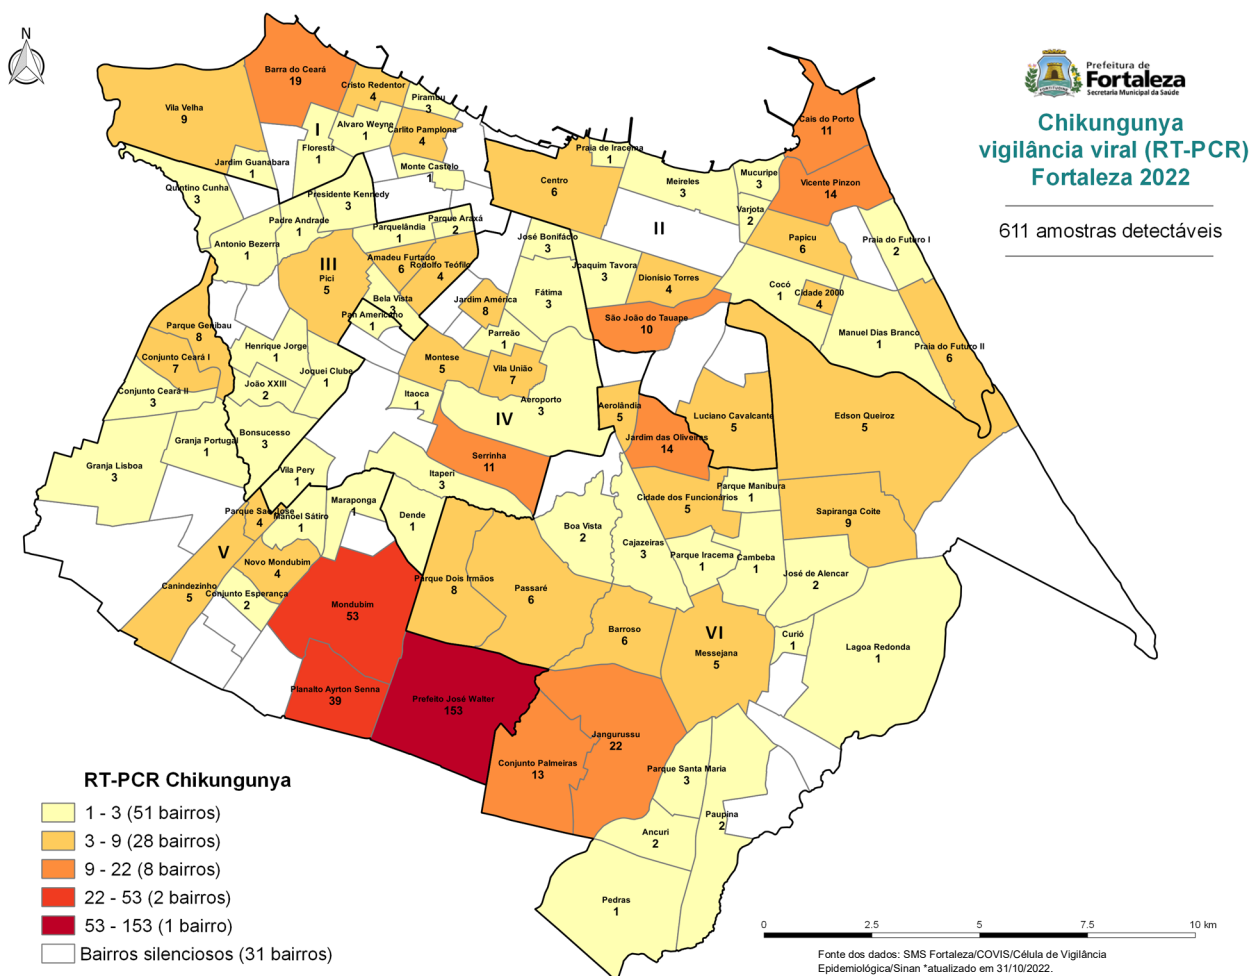 N
Prefeitura de
Fortaleza
Secretaria Municipal da Saúde
Chikungunya
vigilância viral (RT-PCR)
Fortaleza 2022
611 amostras detectáveis
Barra do Ceará
19
Cristo Redentor
4
Pirambu
3
Vila Velha
9
I
Floresta
1
Alvaro Weyne
1
Carlito Pamplona
4
Jardim Guanabara
1
Monte Castelo
1
Quintino Cunha
3
Presidente Kennedy
3
Padre Andrade
1
Parquelândia
1
Parque Araxá
2
Antonio Bezerra
1
III
Pici
5
Amadeu Furtado
6
Rodolfo Teófilo
4
Bela Vista
3
Pan Americano
1
Centro
6
Praia de Iracema
1
Meireles
3
Mucuripe
3
Cais do Porto
11
Vicente Pinzon
14
Varjota
2
II
Papicu
6
Praia do Futuro I
2
José Bonifácio
3
Joaquim Tavora
3
Dionisio Torres
4
Cocó
1
Cidade 2000
4
Fátima
3
Jardim América
8
São João do Tauape
10
Manuel Dias Branco
1
Praia do Futuro II
6
Parque Genibau
8
Conjunto Ceará I
7
Conjunto Ceará II
3
Henrique Jorge
1
João XXIII
2
Joquei Clube
1
Parreão
1
Montese
5
Vila União
7
Itaoca
1
Aeroporto
3
IV
Aerolândia
5
Luciano Cavalcante
5
Edson Queiroz
5
Jardim das Oliveiras
14
Granja Portugal
1
Bonsucesso
3
Granja Lisboa
3
Vila Pery
1
Serrinha
11
Itaperi
3
Parque Manibura
1
Cidade dos Funcionários
5
Sapiranga Coite
9
Maraponga
1
Dende
1
Parque Sao Jose
4
Manoel Sátiro
1
V
Boa Vista
2
Cajazeiras
3
Parque Iracema
1
Cambeba
1
José de Alencar
2
Novo Mondubim
4
Canindezinho
5
Conjunto Esperança
2
Mondubim
53
Parque Dois Irmãos
8
Passaré
6
Barroso
6
VI
Messejana
5
Curió
1
Lagoa Redonda
1
Planalto Ayrton Senna
39
Prefeito José Walter
153
Jangurussu
22
Conjunto Palmeiras
13
Parque Santa Maria
3
Paupina
2
Ancuri
2
Pedras
1
RT-PCR Chikungunya
1 - 3 (51 bairros)
3 - 9 (28 bairros)
9 - 22 (8 bairros)
22 - 53 (2 bairros)
53 - 153 (1 bairro)
Bairros silenciosos (31 bairros)
0 2.5 5 7.5 10 km
Fonte dos dados: SMS Fortaleza/COVIS/Célula de Vigilância
Epidemiológica/Sinan *atualizado em 31/10/2022.